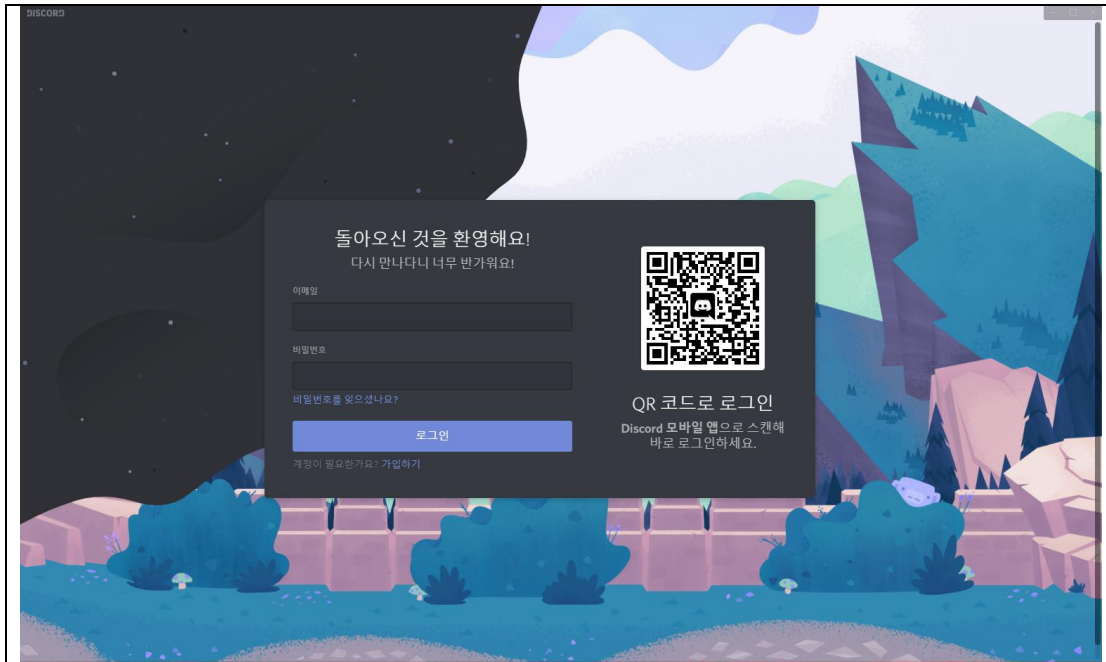 DISCORD
돌아오신 것을 환영해요!
다시 만나다니 너무 반가워요!
이메일
비밀번호
비밀번호를 잊으셨나요?
로그인
계정이 필요한가요? 가입하기
QR 코드로 로그인
Discord 모바일 앱으로 스캔해
바로 로그인하세요.